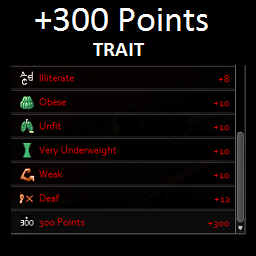 +300 Points
TRAIT
Illiterate +8
Obese +10
Unfit +10
Very Underweight +10
Weak +10
Deaf +12
300 300 Points +300